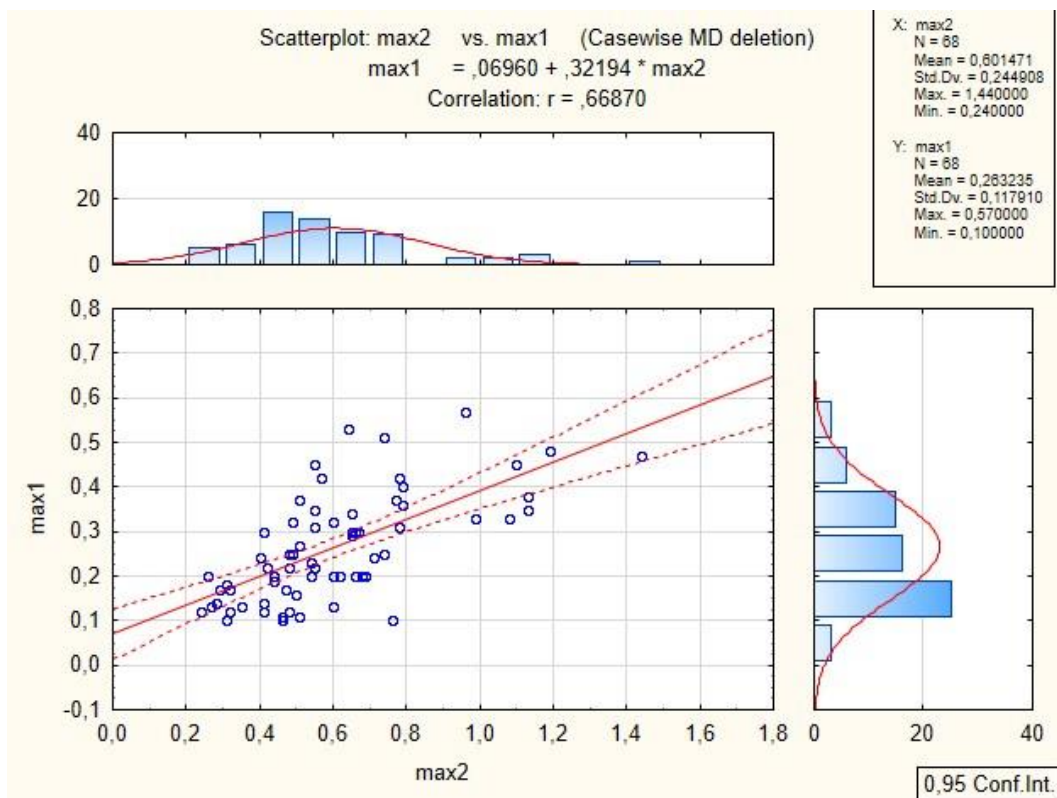 Scatterplot: max2 vs. max1 (Casewise MD deletion)
max1 = ,06960 + ,32194 * max2
Correlation: r = ,66870
X: max2
N = 68
Mean = 0,601471
Std.Dv. = 0,244908
Max. = 1,440000
Min. = 0,240000
Y: max1
N = 68
Mean = 0,263235
Std.Dv. = 0,117910
Max. = 0,570000
Min. = 0,100000
40
20
0
0,8
0,7
0,6
0,5
0,4
0,3
0,2
0,1
0,0
-0,1
max1
0,0 0,2 0,4 0,6 0,8 1,0 1,2 1,4 1,6 1,8
max2
0 20 40
0,95 Conf.Int.